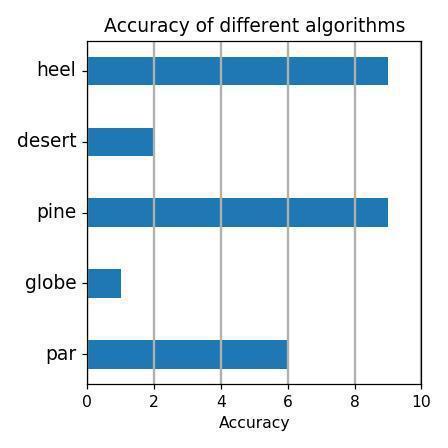 Accuracy of different algorithms
heel
desert
pine
globe
par
0 2 4 6 8 10
Accuracy